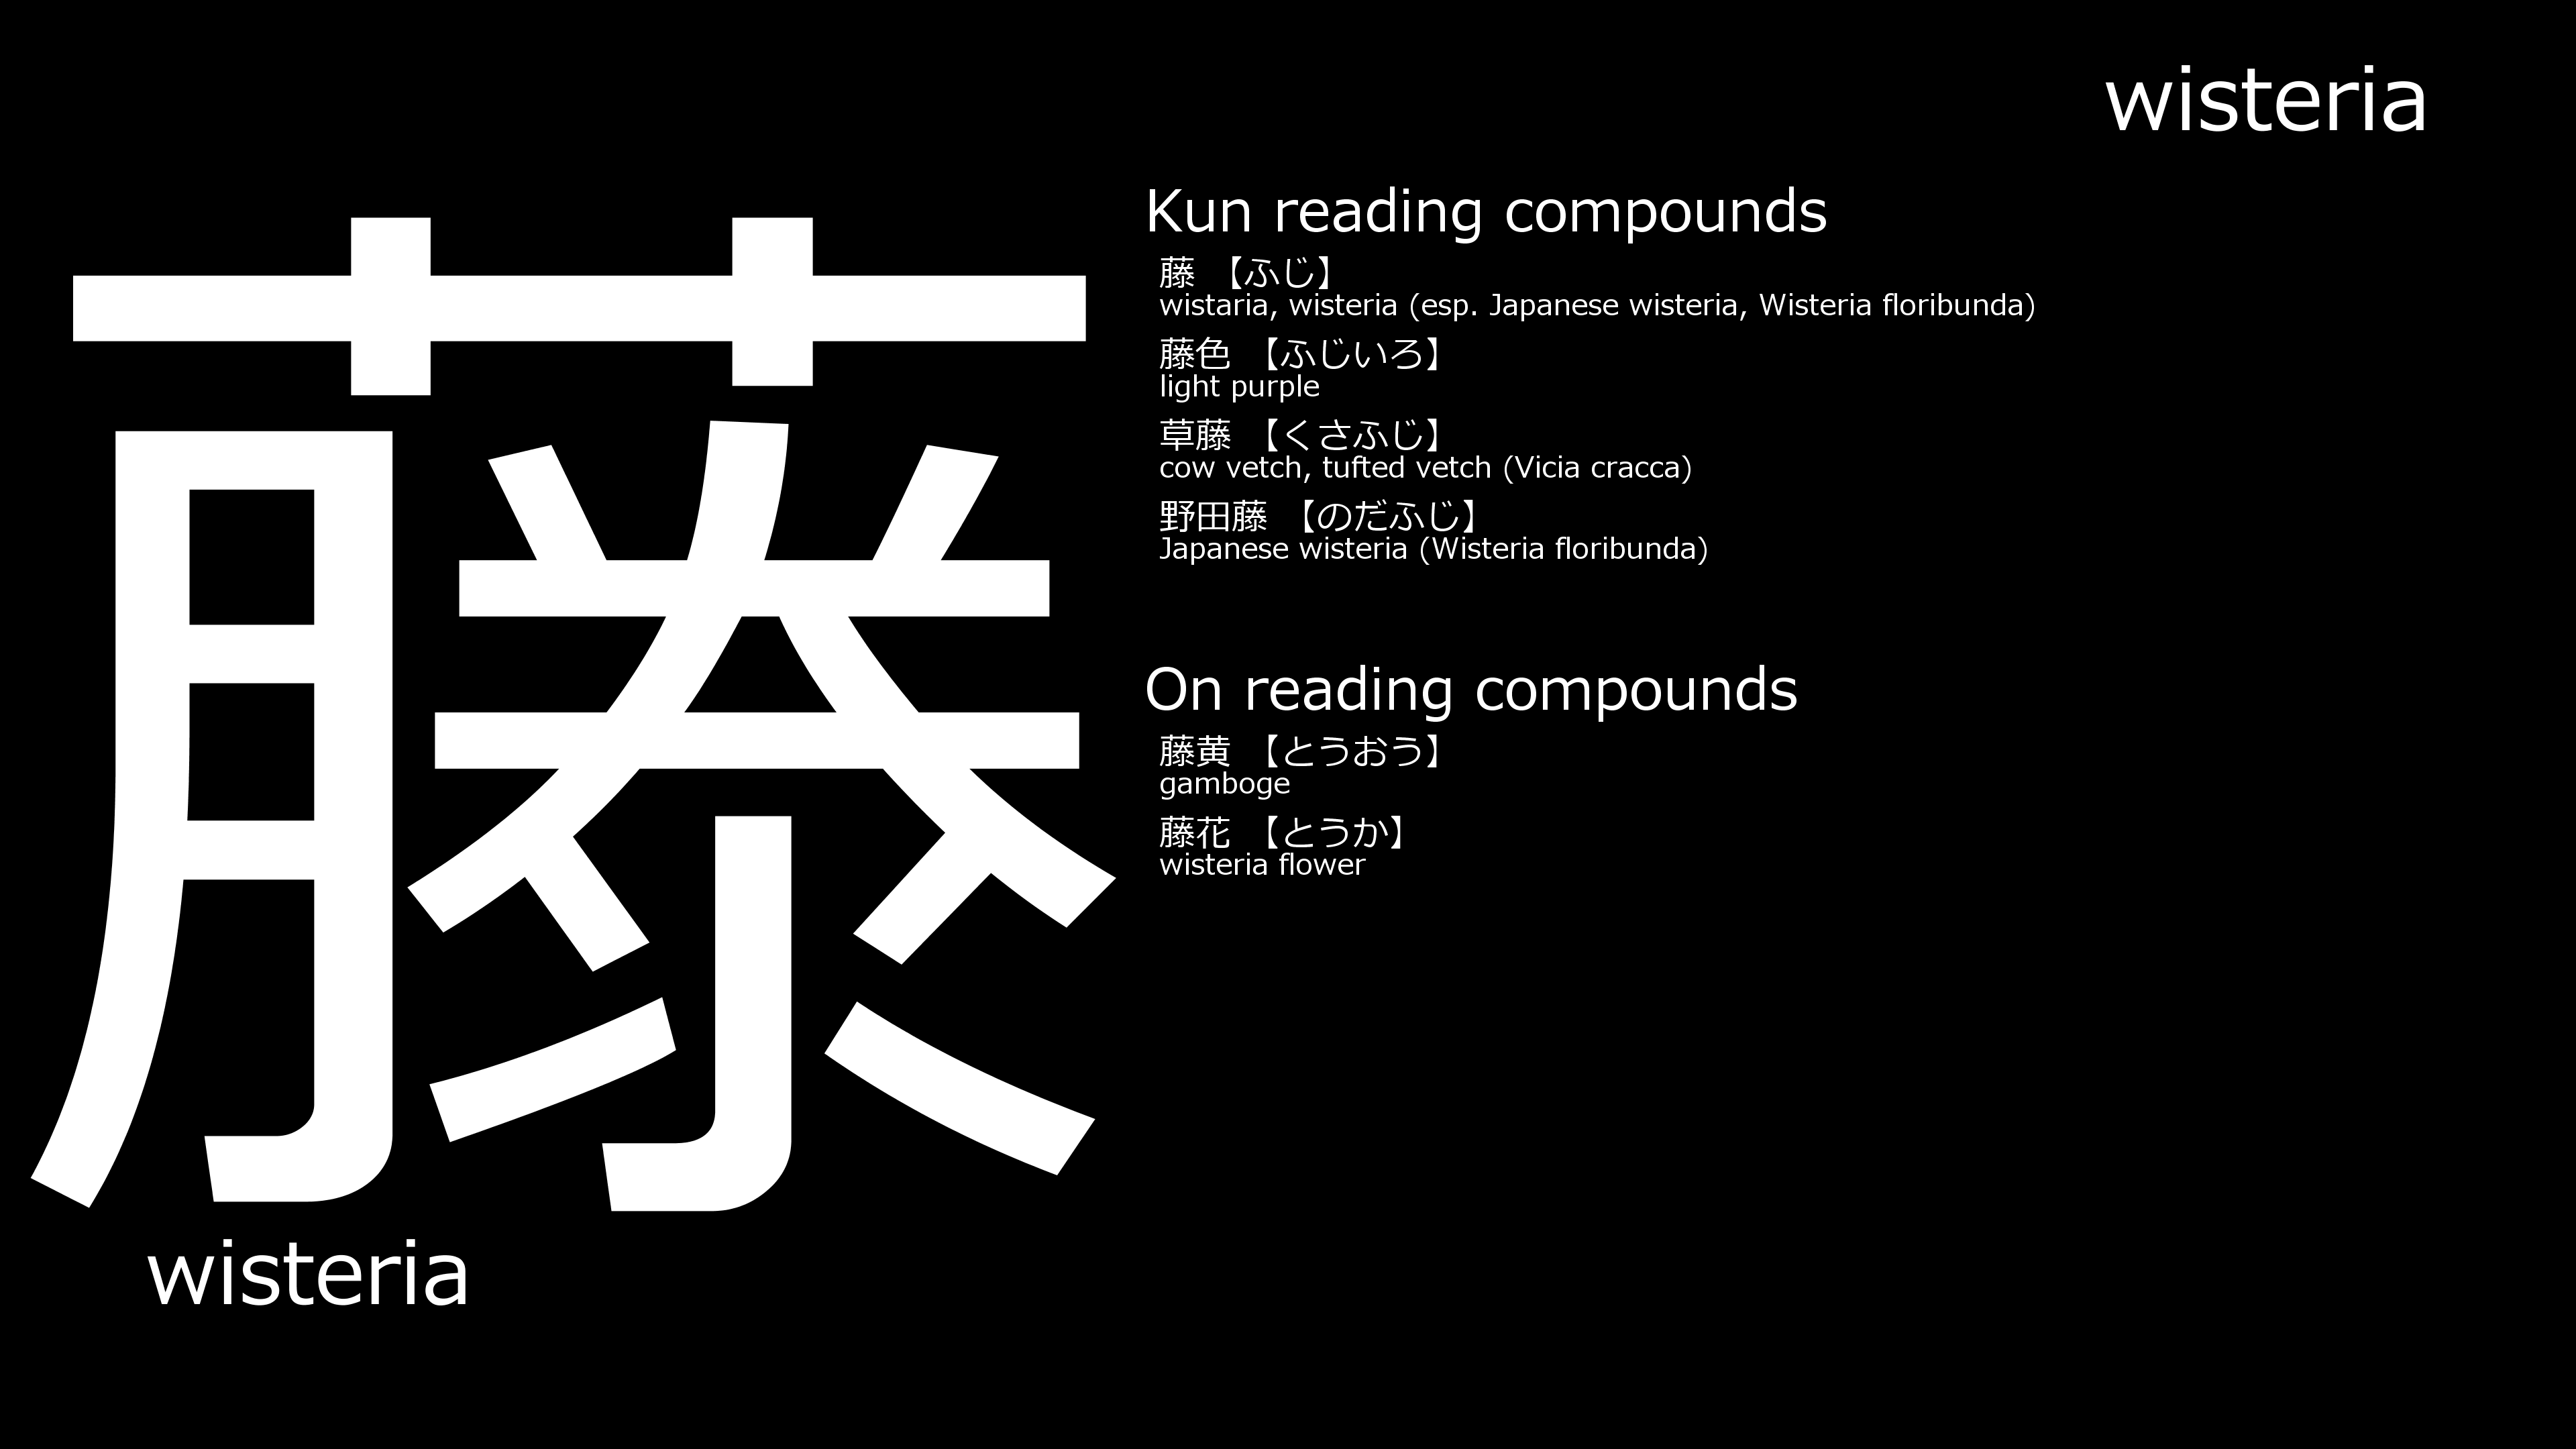 wisteria
藤
wisteria
Kun reading compounds
藤 【ふじ】
wistaria, wisteria (esp. Japanese wisteria, Wisteria floribunda)
藤色 【ふじいろ】
light purple
草藤 【くさふじ】
cow vetch, tufted vetch (Vicia cracca)
野田藤 【のだふじ】
Japanese wisteria (Wisteria floribunda)
On reading compounds
藤黄 【とうおう】
gamboge
藤花 【とうか】
wisteria flower